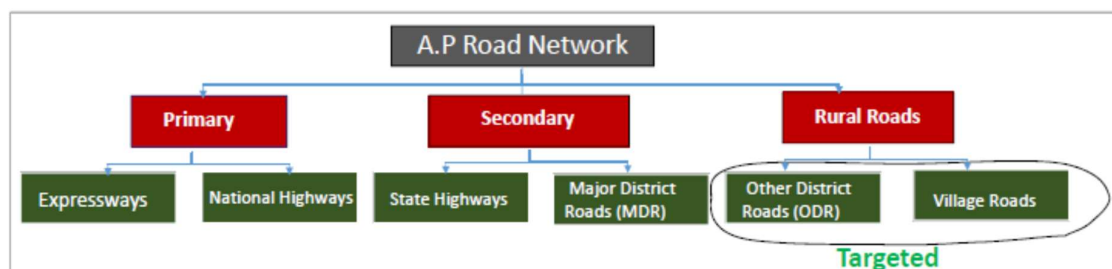 A.P Road Network
Primary
Secondary
Rural Roads
Expressways
National Highways
State Highways
Major District
Roads (MDR)
Other District
Roads (ODR)
Village Roads
Targeted